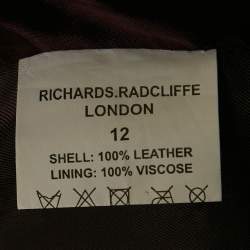 RICHARDS.RADCLIFFE
LONDON
12
SHELL: 100% LEATHER
LINING: 100% VISCOSE